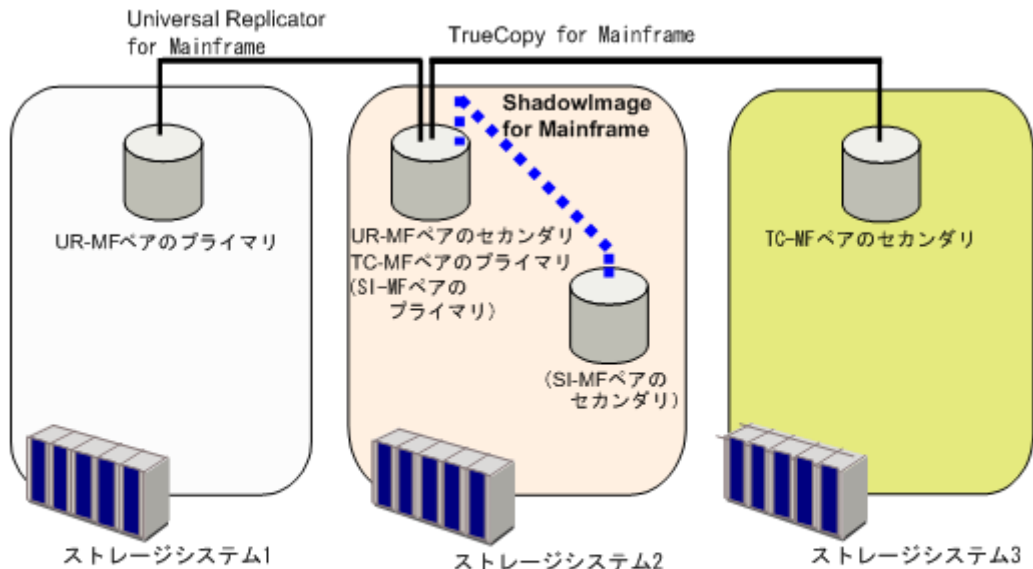 Universal Replicator
for Mainframe
TrueCopy for Mainframe
ShadowImage
for Mainframe
UR-MFペアのプライマリ
UR-MFペアのセカンダリ
TC-MFペアのプライマリ
(SI-MFペアの
プライマリ)
(SI-MFペアの
セカンダリ)
TC-MFペアのセカンダリ
ストレージシステム1
ストレージシステム2
ストレージシステム3